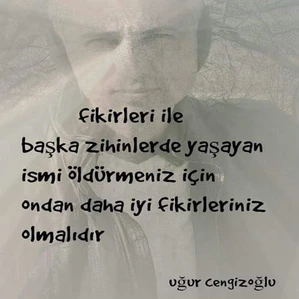 fikirleri ile
başka zihinlerde yaşayan
ismi öldürmeniz için
ondan daha iyi fikirleriniz
olmalıdır
uğur cengizoğlu